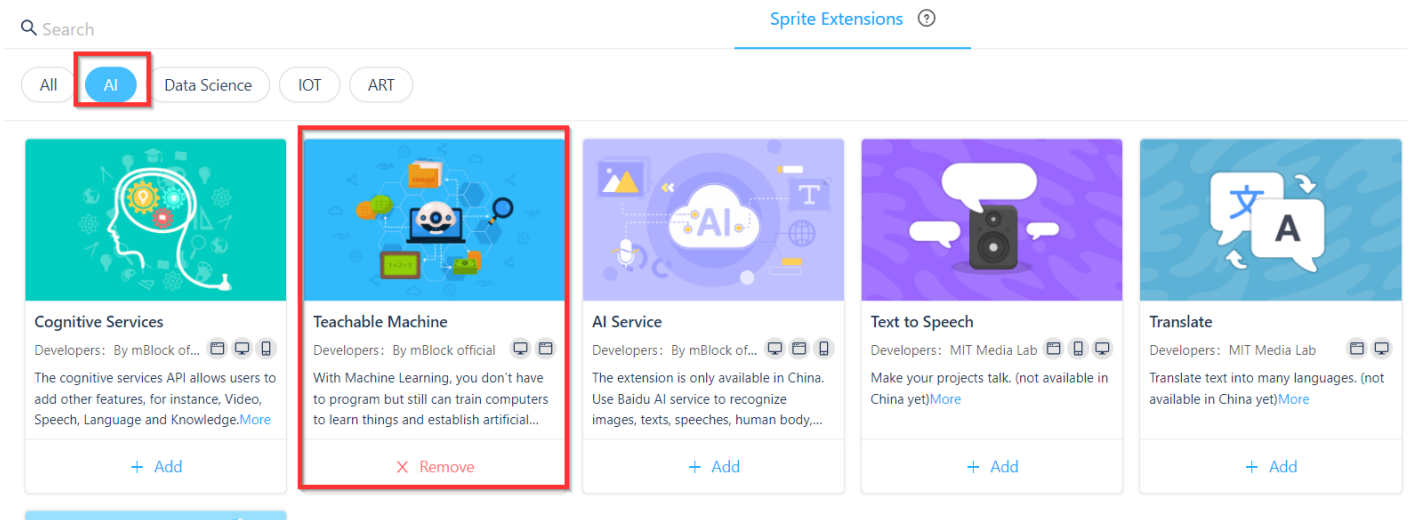 Search
Sprite Extensions ?
All
AI
Data Science
IOT
ART
AI
T
1+2=3
文
A
Cognitive Services
Developers: By mBlock of...
The cognitive services API allows users to
add other features, for instance, Video,
Speech, Language and Knowledge.More
+ Add
Teachable Machine
Developers: By mBlock official
With Machine Learning, you don't have
to program but still can train computers
to learn things and establish artificial...
× Remove
AI Service
Developers: By mBlock of...
The extension is only available in China.
Use Baidu AI service to recognize
images, texts, speeches, human body,...
+ Add
Text to Speech
Developers: MIT Media Lab
Make your projects talk. (not available in
China yet)More
+ Add
Translate
Developers: MIT Media Lab
Translate text into many languages. (not
available in China yet)More
+ Add